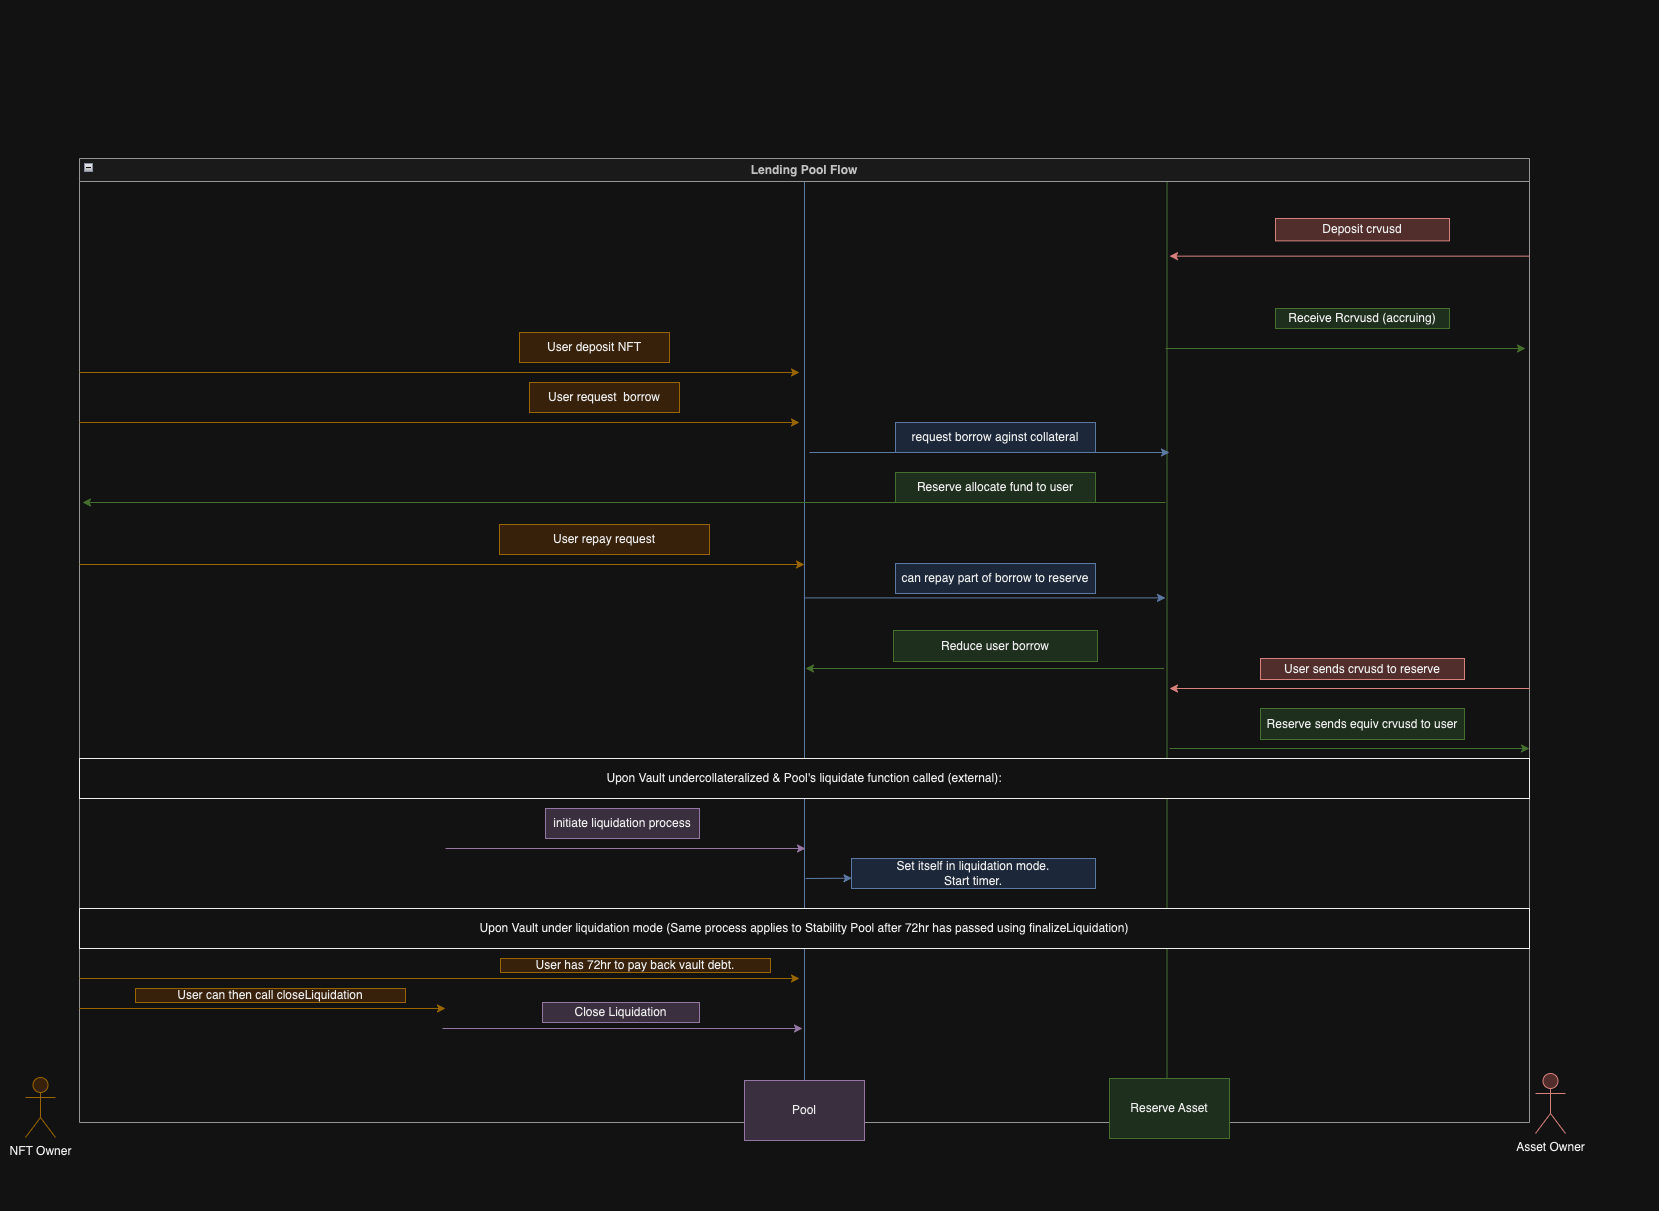 Lending Pool Flow
Deposit crvusd
Receive Rcrvusd (accruing)
User deposit NFT
User request  borrow
request borrow aginst collateral
Reserve allocate fund to user
User repay request
can repay part of borrow to reserve
Reduce user borrow
User sends crvusd to reserve
Reserve sends equiv crvusd to user
Upon Vault undercollateralized & Pool's liquidate function called (external):
initiate liquidation process
Set itself in liquidation mode.
Start timer.
Upon Vault under liquidation mode (Same process applies to Stability Pool after 72hr has passed using finalizeLiquidation)
User has 72hr to pay back vault debt.
User can then call closeLiquidation
Close Liquidation
Pool
Reserve Asset
NFT Owner
Asset Owner